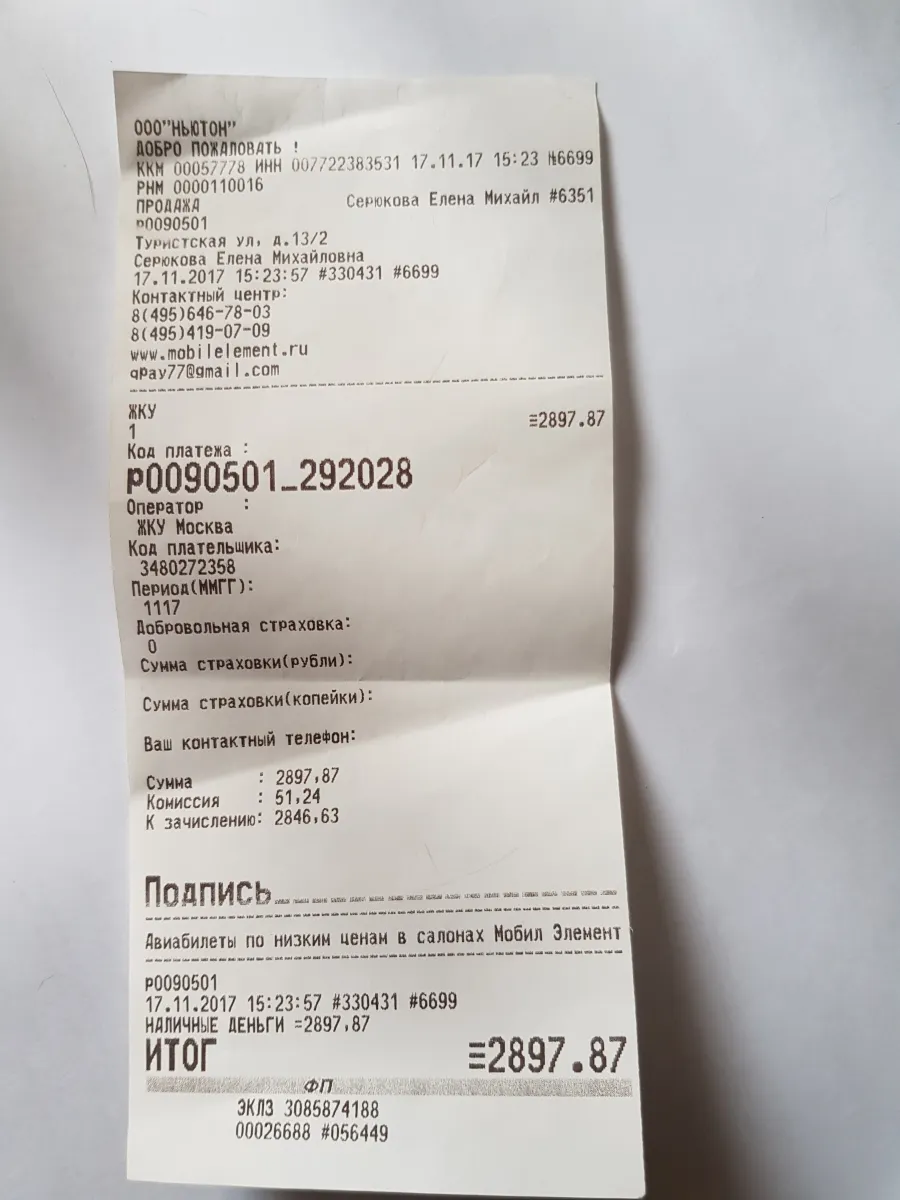 ООО"НЬЮТОН"
ДОБРО ПОЖАЛОВАТЬ !
ККМ 00057778 ИНН 007722383531 17.11.17 15:23 №6699
РНМ 0000110016
ПРОДАЖА Серюкова Елена Михайл #6351
P0090501
Туристская ул, д.13/2
Серюкова Елена Михайловна
17.11.2017 15:23:57 #330431 #6699
Контактный центр:
8(495)646-78-03
8(495)419-07-09
www.mobilelement.ru
qpay77@gmail.com
ЖКУ
1 ≡2897.87
Код платежа :
P0090501_292028
Оператор :
ЖКУ Москва
Код плательщика:
3480272358
Период(ММГГ):
1117
Добровольная страховка:
0
Сумма страховки(рубли):
Сумма страховки(копейки):
Ваш контактный телефон:
Сумма : 2897,87
Комиссия : 51,24
К зачислению: 2846,63
Подпись
Авиабилеты по низким ценам в салонах Мобил Элемент
P0090501
17.11.2017 15:23:57 #330431 #6699
НАЛИЧНЫЕ ДЕНЬГИ =2897,87
ИТОГ ≡2897.87
ФП
ЭКЛЗ 3085874188
00026688 #056449